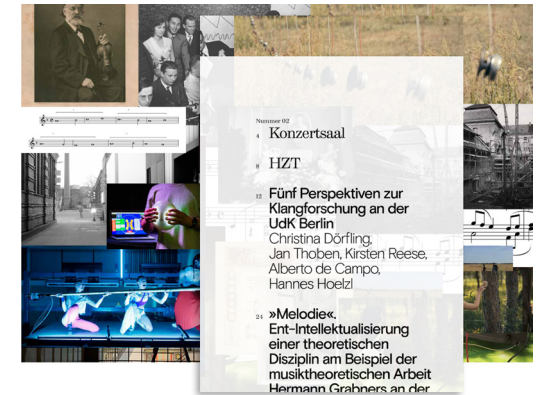 Nummer 02
4 Konzertsaal
8 HZT
12 Fünf Perspektiven zur
Klangforschung an der
UdK Berlin
Christina Dörfling,
Jan Thoben, Kirsten Reese,
Alberto de Campo,
Hannes Hoelzl
24 »Melodie«.
Ent-Intellektualisierung
einer theoretischen
Disziplin am Beispiel der
musiktheoretischen Arbeit
Hermann Grabners an der